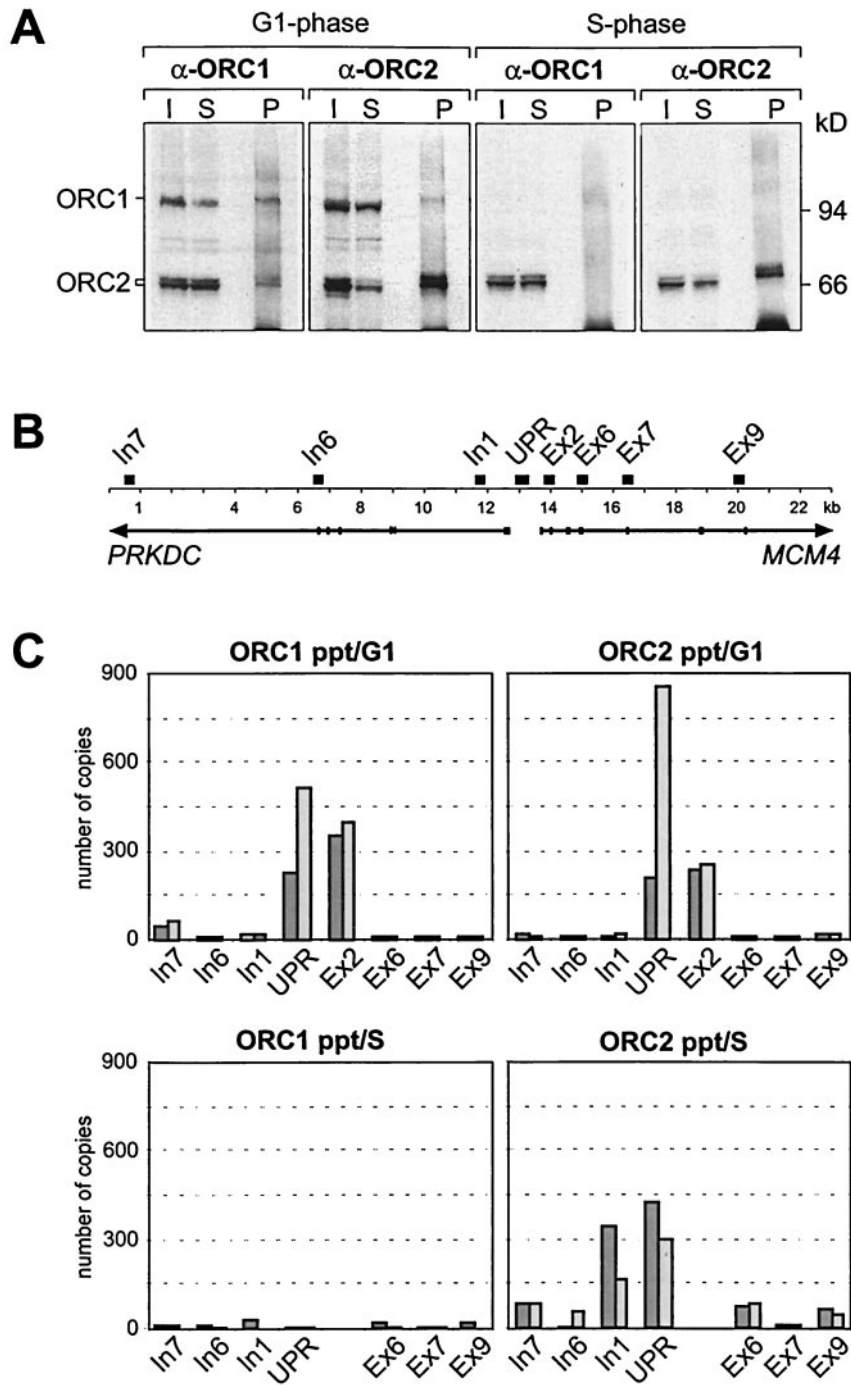 A
G1-phase S-phase
α-ORC1 α-ORC2 α-ORC1 α-ORC2
I S P I S P I S P I S P kD
ORC1 94
ORC2 66
B
In7 In6 In1 UPR Ex2 Ex6 Ex7 Ex9
1 4 6 8 10 12 14 16 18 20 22 kb
PRKDC MCM4
C
ORC1 ppt/G1 ORC2 ppt/G1
900
600
300
0
number of copies
In7 In6 In1 UPR Ex2 Ex6 Ex7 Ex9 In7 In6 In1 UPR Ex2 Ex6 Ex7 Ex9
ORC1 ppt/S ORC2 ppt/S
900
600
300
0
number of copies
In7 In6 In1 UPR Ex6 Ex7 Ex9 In7 In6 In1 UPR Ex6 Ex7 Ex9